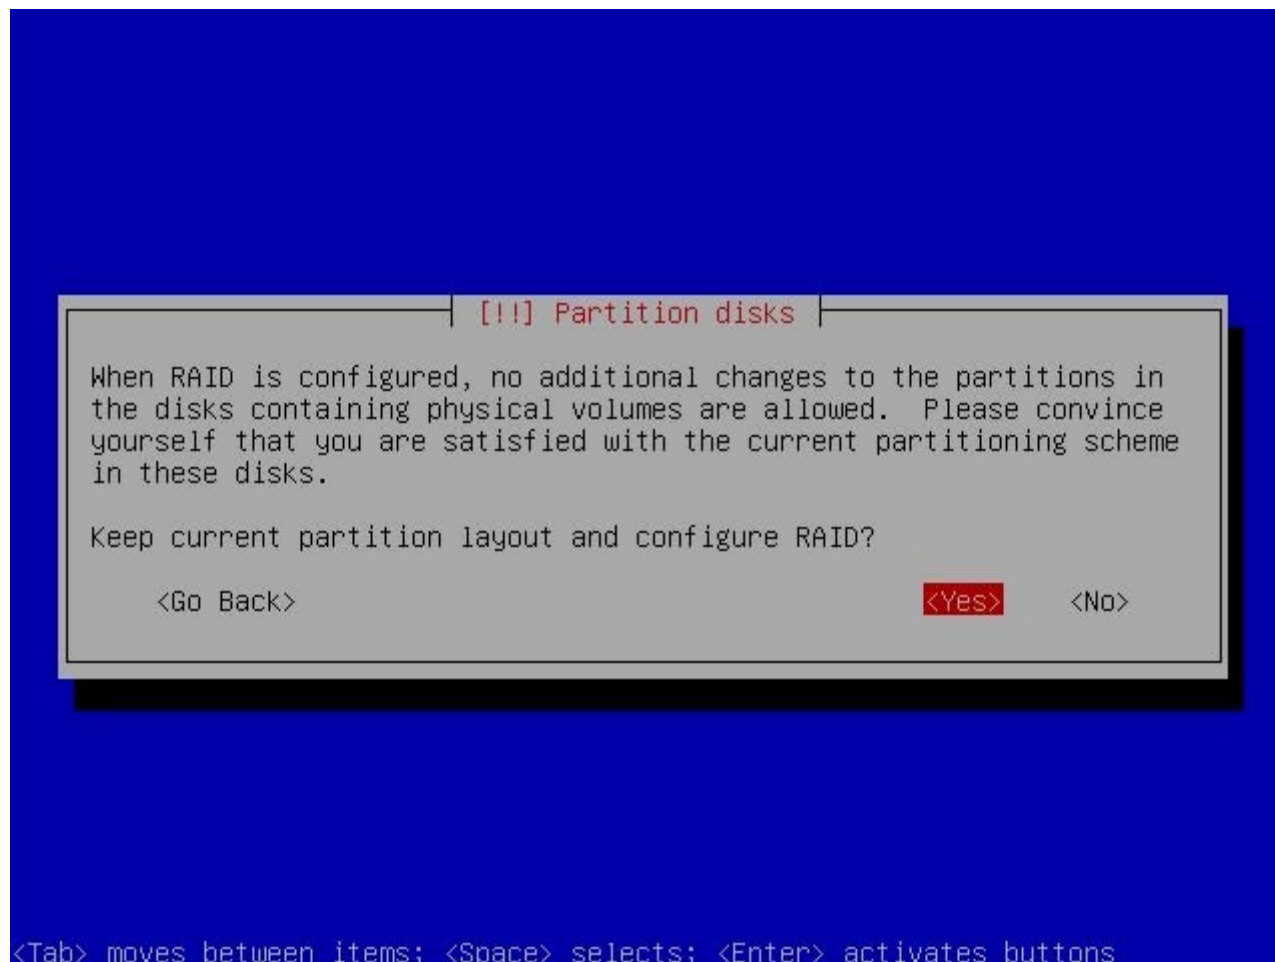 [!!] Partition disks
When RAID is configured, no additional changes to the partitions in
the disks containing physical volumes are allowed.  Please convince
yourself that you are satisfied with the current partitioning scheme
in these disks.
Keep current partition layout and configure RAID?
<Go Back> <Yes> <No>
<Tab> moves between items; <Space> selects; <Enter> activates buttons